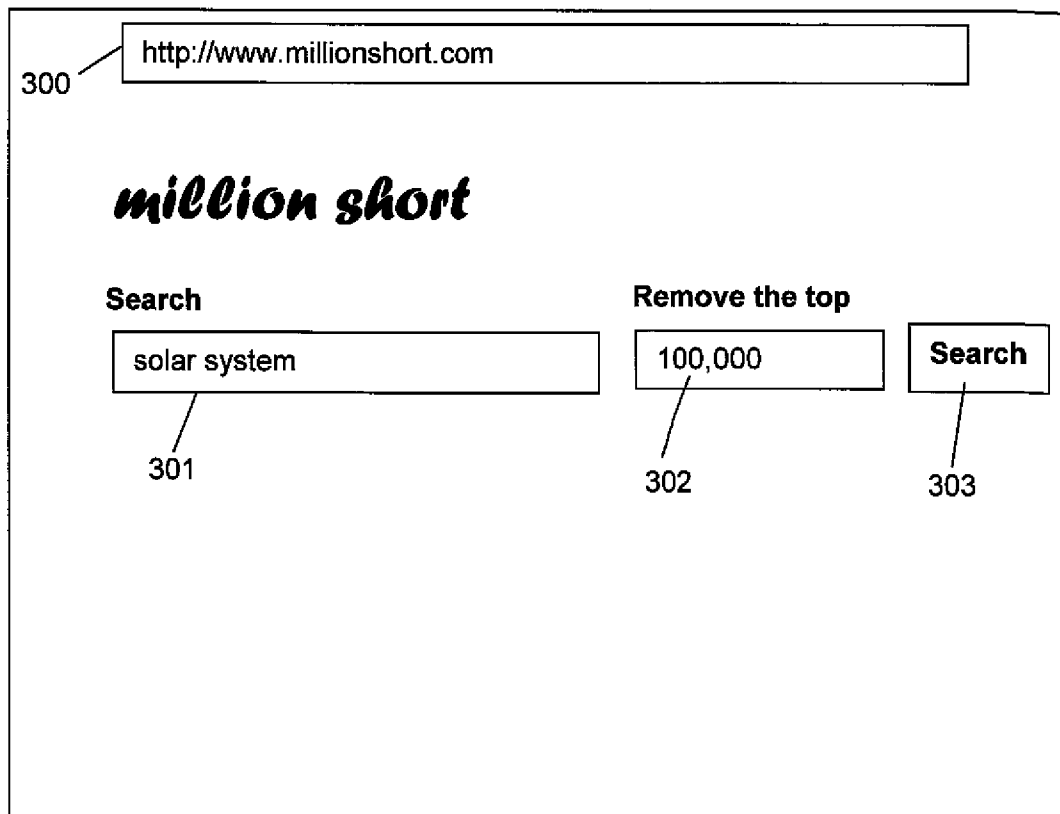 http://www.millionshort.com
300
million short
Search Remove the top
solar system 100,000 Search
301 302 303